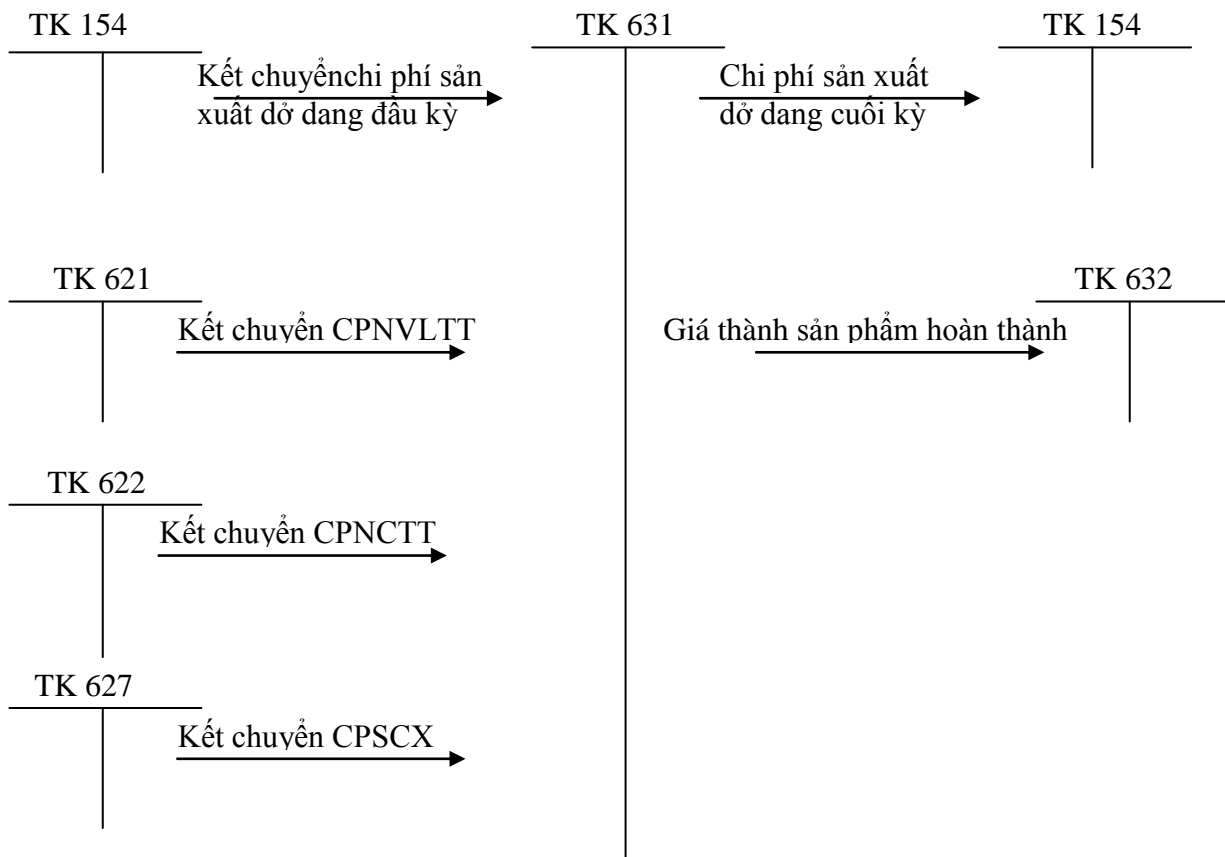 TK 154
TK 631
TK 154
Kết chuyểnchi phí sản
xuất dở dang đầu kỳ
Chi phí sản xuất
dở dang cuối kỳ
TK 621
TK 632
Kết chuyển CPNVLTT
Giá thành sản phẩm hoàn thành
TK 622
Kết chuyển CPNCTT
TK 627
Kết chuyển CPSCX